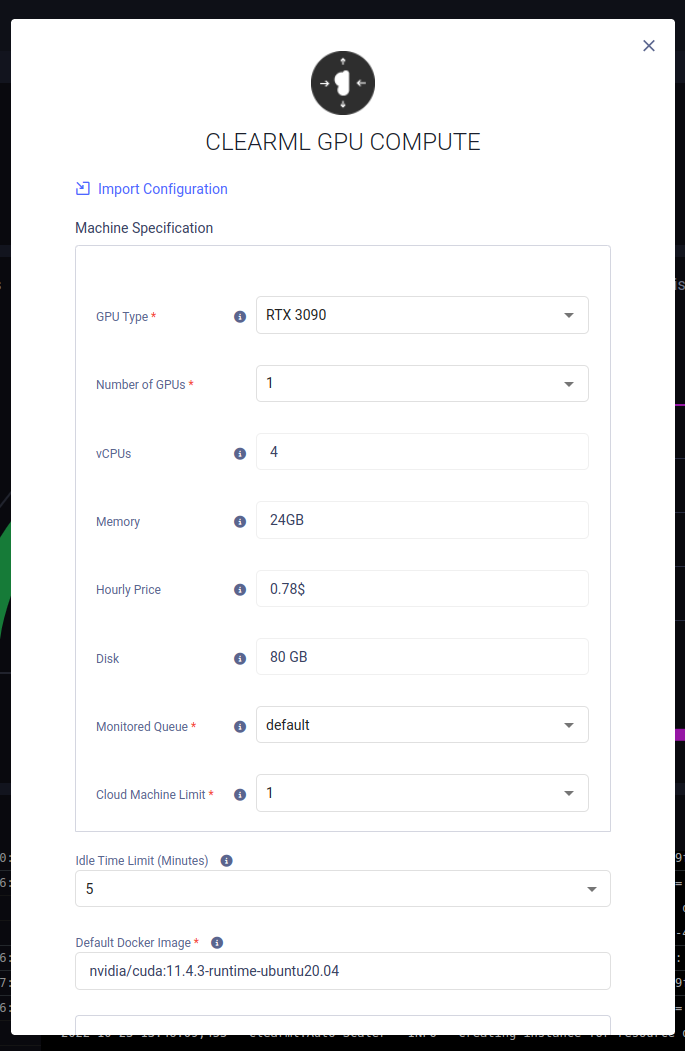 CLEARML GPU COMPUTE
Import Configuration
Machine Specification
GPU Type *
RTX 3090
Number of GPUs *
1
vCPUs
4
Memory
24GB
Hourly Price
0.78$
Disk
80 GB
Monitored Queue *
default
Cloud Machine Limit *
1
Idle Time Limit (Minutes)
5
Default Docker Image *
nvidia/cuda:11.4.3-runtime-ubuntu20.04